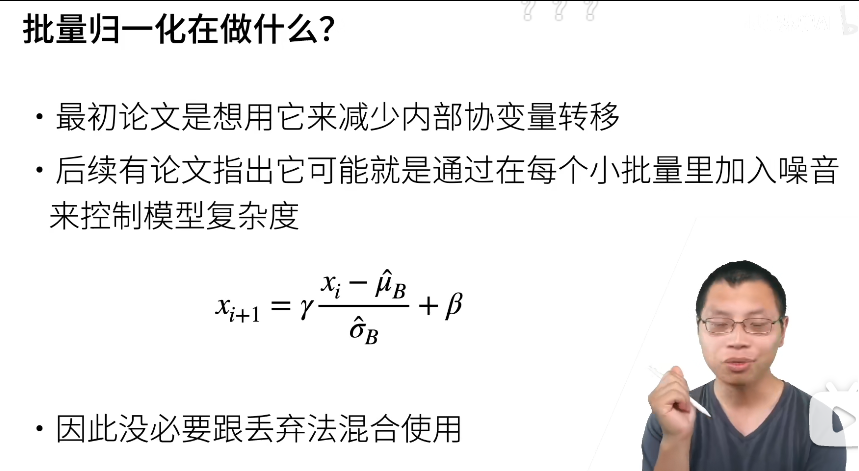 批量归一化在做什么？
???
• 最初论文是想用它来减少内部协变量转移
• 后续有论文指出它可能就是通过在每个小批量里加入噪音
来控制模型复杂度
x_{i+1} = γ \frac{x_i − \hat{μ}_B}{\hat{σ}_B} + β
• 因此没必要跟丢弃法混合使用